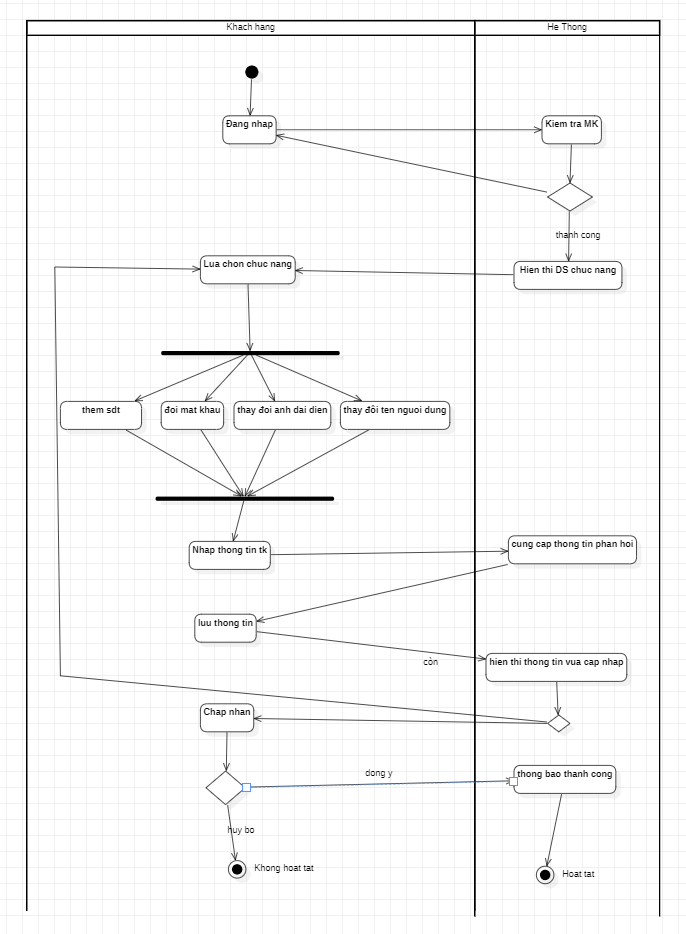 Khach hang
He Thong
Đang nhap
Kiem tra MK
thanh cong
Lua chon chuc nang
Hien thi DS chuc nang
them sdt
đoi mat khau
thay đoi anh dai dien
thay đôi ten nguoi dung
Nhap thong tin tk
cung cap thong tin phan hoi
luu thong tin
còn
hien thi thong tin vua cap nhap
Chap nhan
dong y
thong bao thanh cong
huy bo
Khong hoat tat
Hoat tat